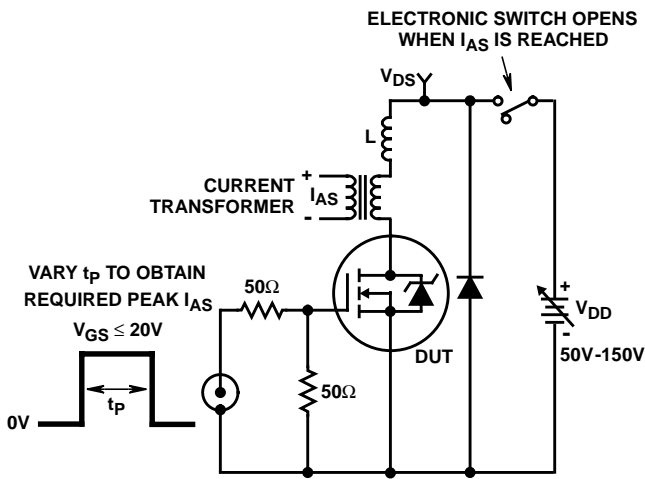 ELECTRONIC SWITCH OPENS
WHEN IAS IS REACHED
VDS
L
+
CURRENT
TRANSFORMER
IAS
-
VARY tP TO OBTAIN
REQUIRED PEAK IAS
50Ω
VGS ≤ 20V
+
VDD
-
DUT
50V-150V
50Ω
tP
0V